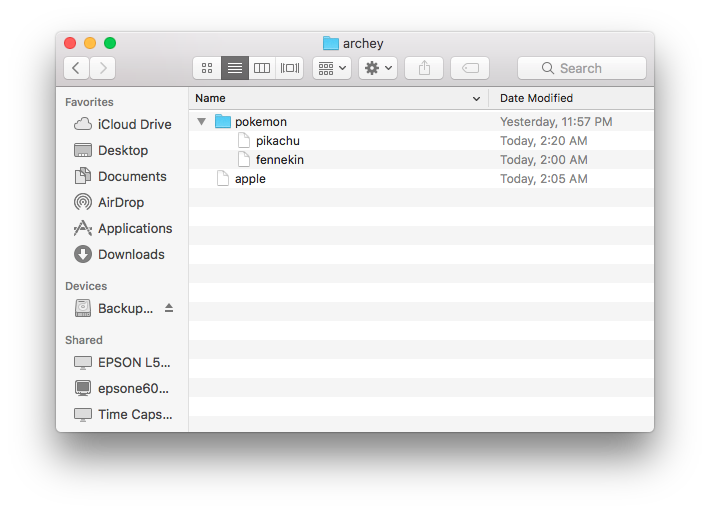 archey
Search
Favorites
iCloud Drive
Desktop
Documents
AirDrop
Applications
Downloads
Devices
Backup...
Shared
EPSON L5...
epsone60...
Time Caps...
Name Date Modified
pokemon Yesterday, 11:57 PM
pikachu Today, 2:20 AM
fennekin Today, 2:00 AM
apple Today, 2:05 AM